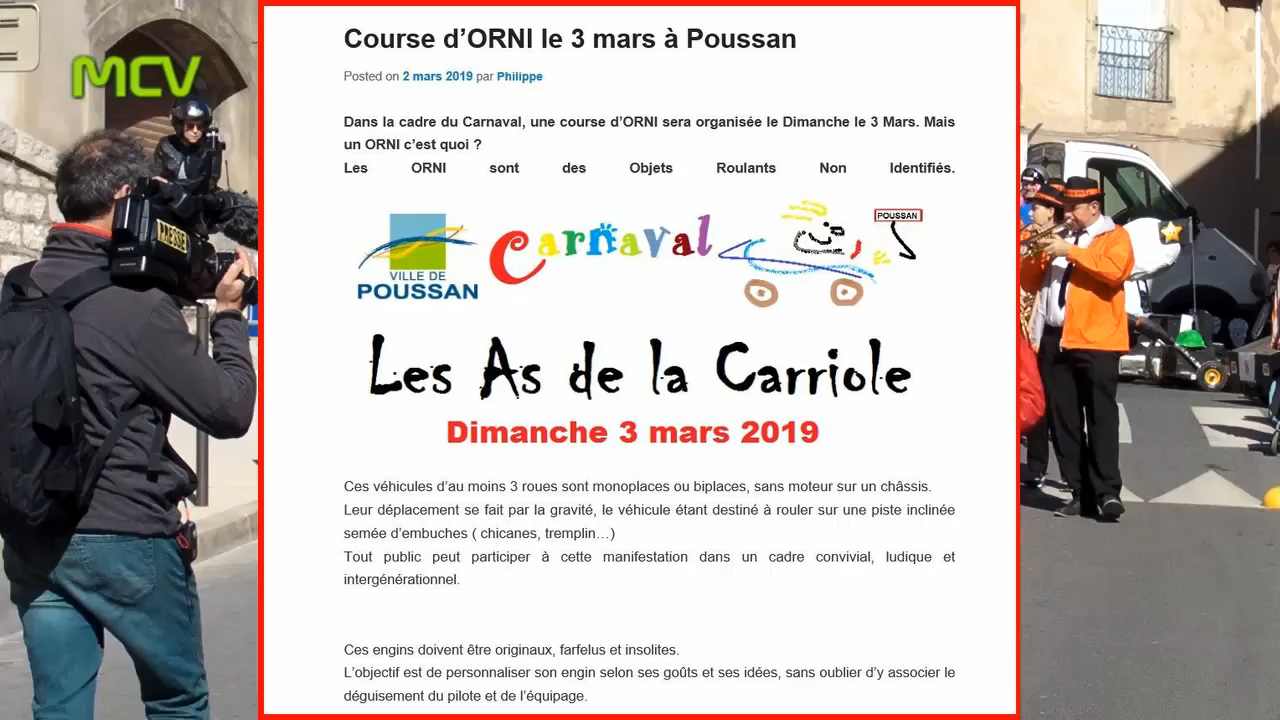 MCV
PRESSE
SONY
Course d'ORNI le 3 mars à Poussan
Posted on 2 mars 2019 par Philippe
Dans la cadre du Carnaval, une course d'ORNI sera organisée le Dimanche le 3 Mars. Mais
un ORNI c'est quoi ?
Les ORNI sont des Objets Roulants Non Identifiés.
VILLE DE
POUSSAN
Carnaval
POUSSAN
Les As de la Carriole
Dimanche 3 mars 2019
Ces véhicules d'au moins 3 roues sont monoplaces ou biplaces, sans moteur sur un châssis.
Leur déplacement se fait par la gravité, le véhicule étant destiné à rouler sur une piste inclinée
semée d'embuches ( chicanes, tremplin…)
Tout public peut participer à cette manifestation dans un cadre convivial, ludique et
intergénérationnel.
Ces engins doivent être originaux, farfelus et insolites.
L'objectif est de personnaliser son engin selon ses goûts et ses idées, sans oublier d'y associer le
déguisement du pilote et de l'équipage.